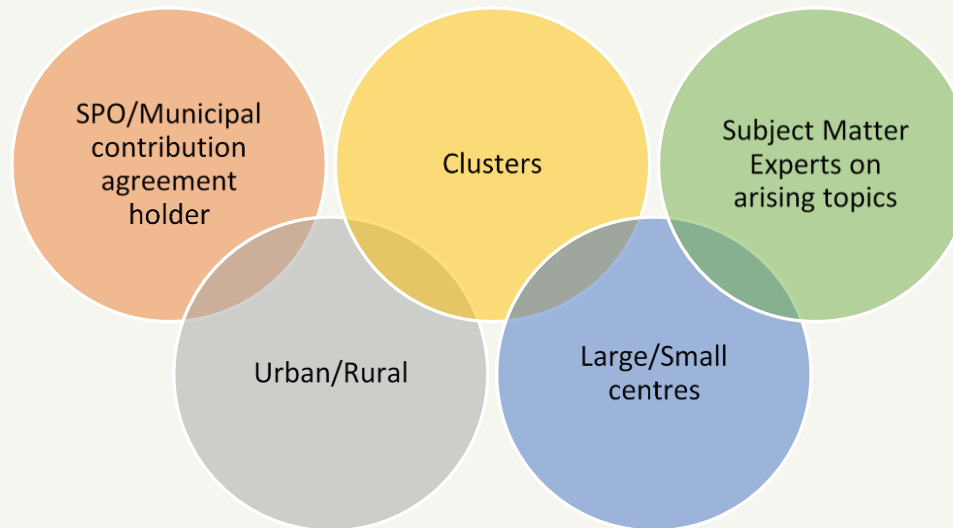 SPO/Municipal
contribution
agreement
holder
Clusters
Subject Matter
Experts on
arising topics
Urban/Rural
Large/Small
centres